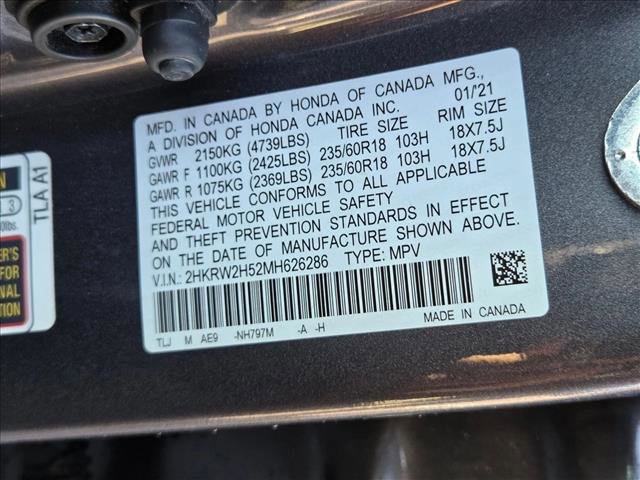 MFD. IN CANADA BY HONDA OF CANADA MFG.,
A DIVISION OF HONDA CANADA INC. 01/'21
GVWR 2150KG (4739LBS) TIRE SIZE RIM SIZE
GAWR F 1100KG (2425LBS) 235/60R18 103H 18X7.5J
GAWR R 1075KG (2369LBS) 235/60R18 103H 18X7.5J
THIS VEHICLE CONFORMS TO ALL APPLICABLE
FEDERAL MOTOR VEHICLE SAFETY
AND THEFT PREVENTION STANDARDS IN EFFECT
ON THE DATE OF MANUFACTURE SHOWN ABOVE.
V.I.N.: 2HKRW2H52MH626286 TYPE: MPV
TLJ M AE9 -NH797M -A -H MADE IN CANADA
TLA A1
3
FOR